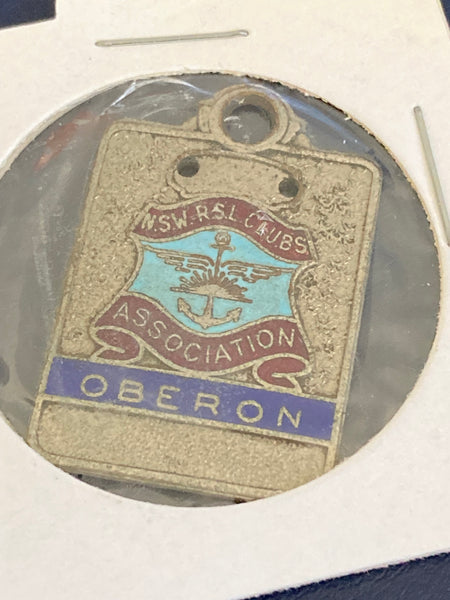 N.S.W. R.S.L CLUBS
ASSOCIATION
OBERON